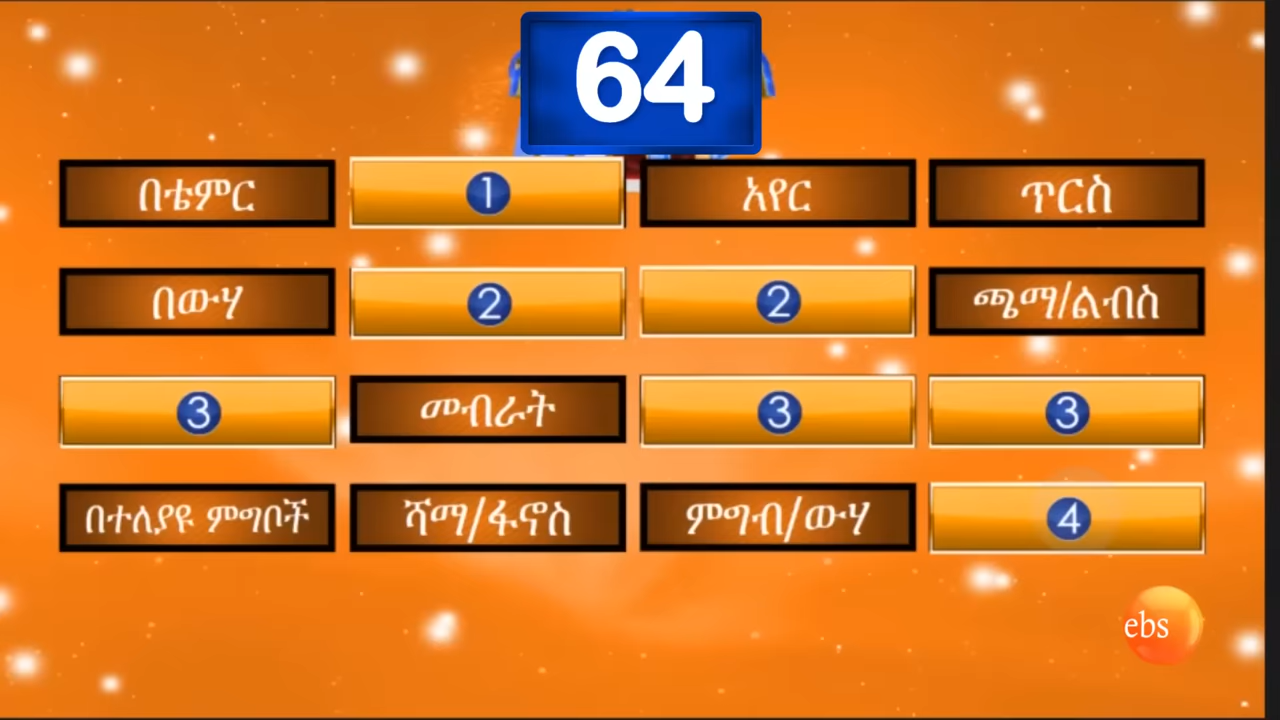 64
በቴምር 1 አየር ጥርስ
በውሃ 2 2 ጫማ/ልብስ
3 መብራት 3 3
በተለያዩ ምግቦች ሻማ/ፋኖስ ምግብ/ውሃ 4
ebs